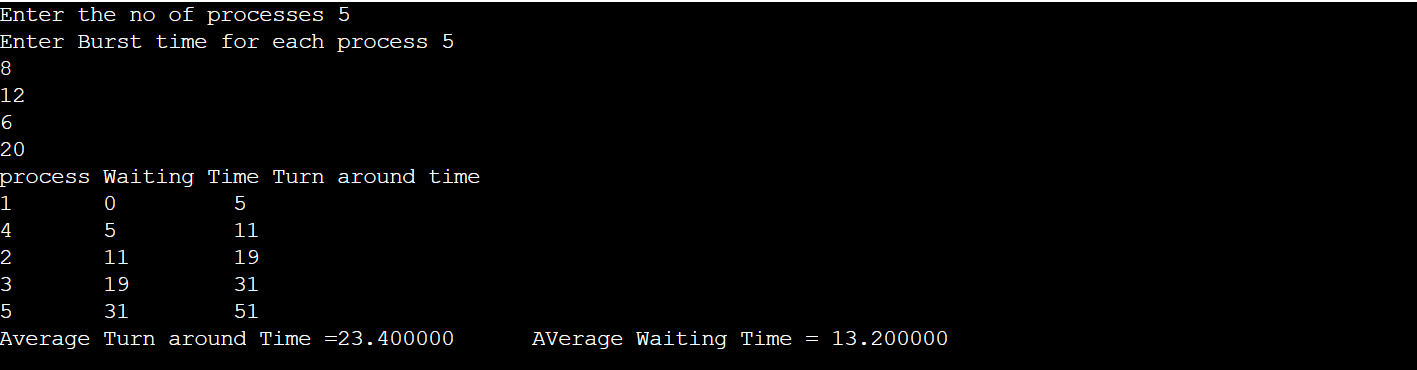 Enter the no of processes 5
Enter Burst time for each process 5
8
12
6
20
process Waiting Time Turn around time
1 0 5
4 5 11
2 11 19
3 19 31
5 31 51
Average Turn around Time =23.400000 AVerage Waiting Time = 13.200000